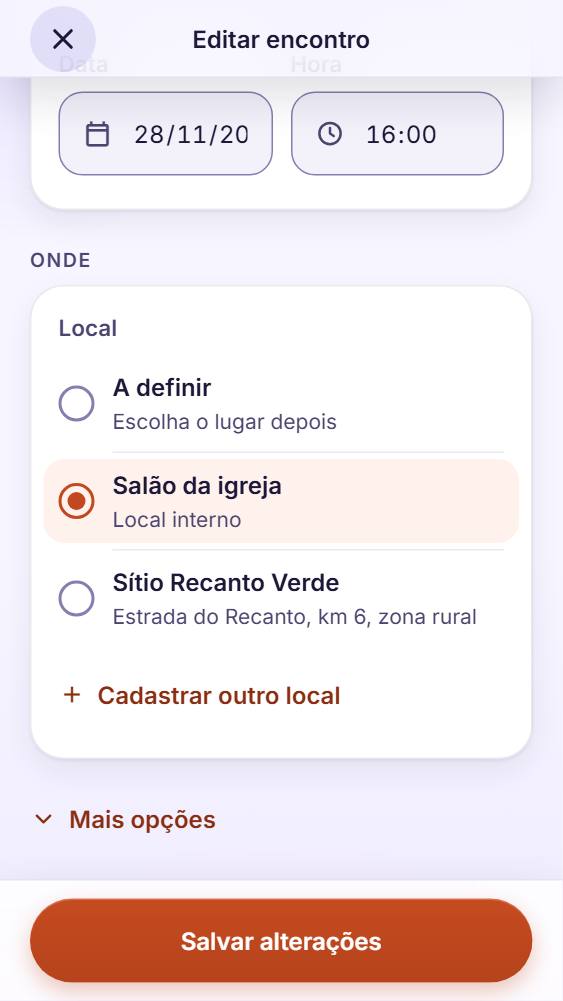 Editar encontro
Data
Hora
28/11/20
16:00
ONDE
Local
A definir
Escolha o lugar depois
Salão da igreja
Local interno
Sítio Recanto Verde
Estrada do Recanto, km 6, zona rural
+ Cadastrar outro local
Mais opções
Salvar alterações